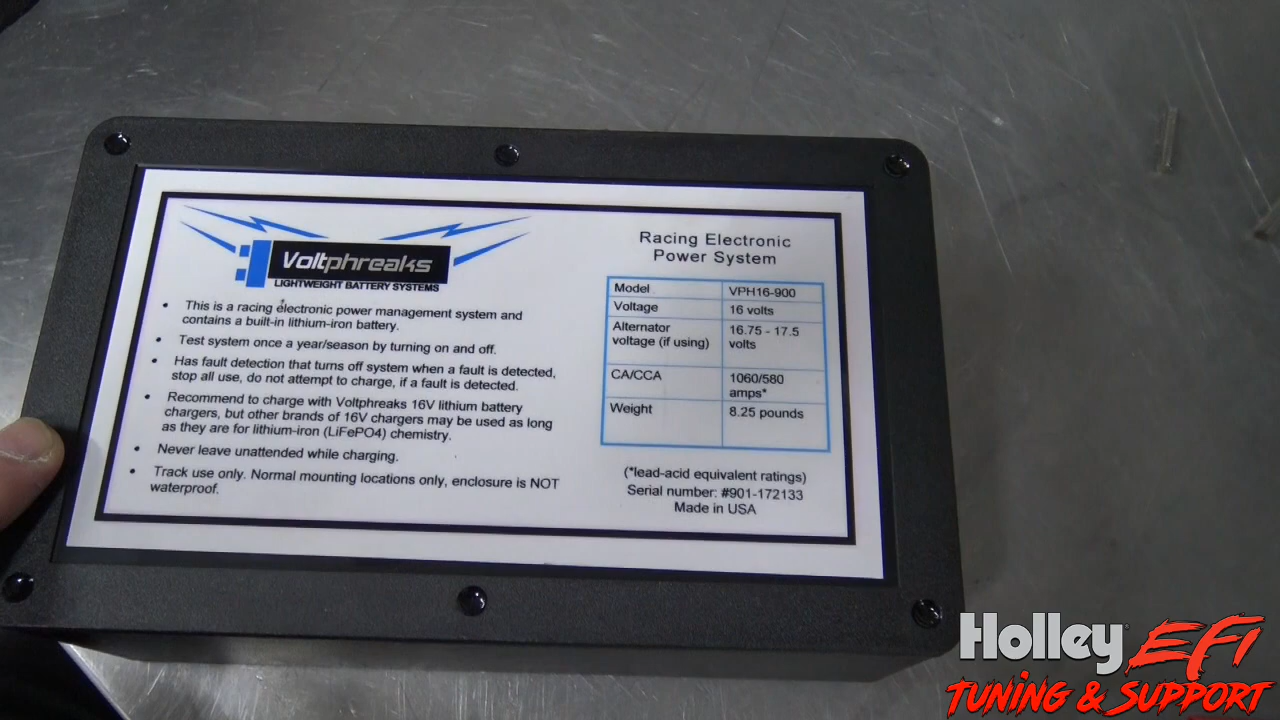 Voltphreaks
LIGHTWEIGHT BATTERY SYSTEMS
• This is a racing electronic power management system and
contains a built-in lithium-iron battery.
• Test system once a year/season by turning on and off.
• Has fault detection that turns off system when a fault is detected,
stop all use, do not attempt to charge, if a fault is detected.
• Recommend to charge with Voltphreaks 16V lithium battery
chargers, but other brands of 16V chargers may be used as long
as they are for lithium-iron (LiFePO4) chemistry.
• Never leave unattended while charging.
• Track use only. Normal mounting locations only, enclosure is NOT
waterproof.
Racing Electronic
Power System
Model VPH16-900
Voltage 16 volts
Alternator 16.75 - 17.5
voltage (if using) volts
CA/CCA 1060/580
amps*
Weight 8.25 pounds
(*lead-acid equivalent ratings)
Serial number: #901-172133
Made in USA
Holley EFI
TUNING & SUPPORT